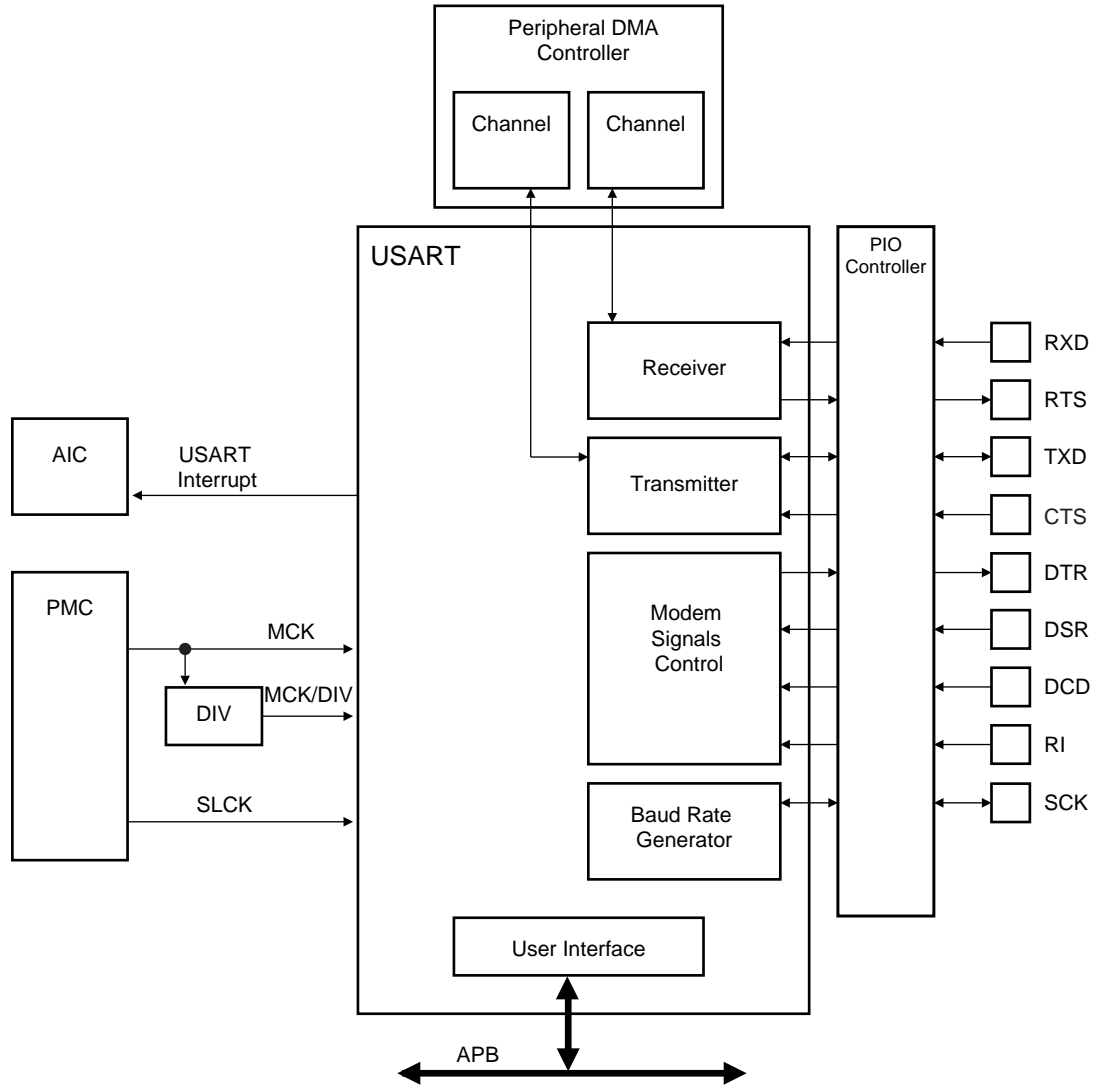 Peripheral DMA
Controller
Channel
Channel
USART
PIO
Controller
Receiver
RXD
RTS
AIC
USART
Interrupt
Transmitter
TXD
CTS
PMC
MCK
DIV
MCK/DIV
SLCK
Modem
Signals
Control
DTR
DSR
DCD
RI
Baud Rate
Generator
SCK
User Interface
APB